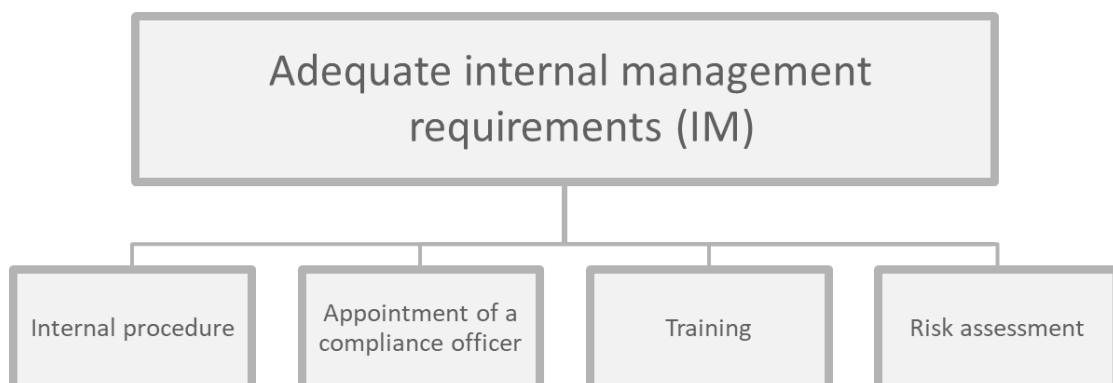 Adequate internal management
requirements (IM)
Internal procedure
Appointment of a
compliance officer
Training
Risk assessment